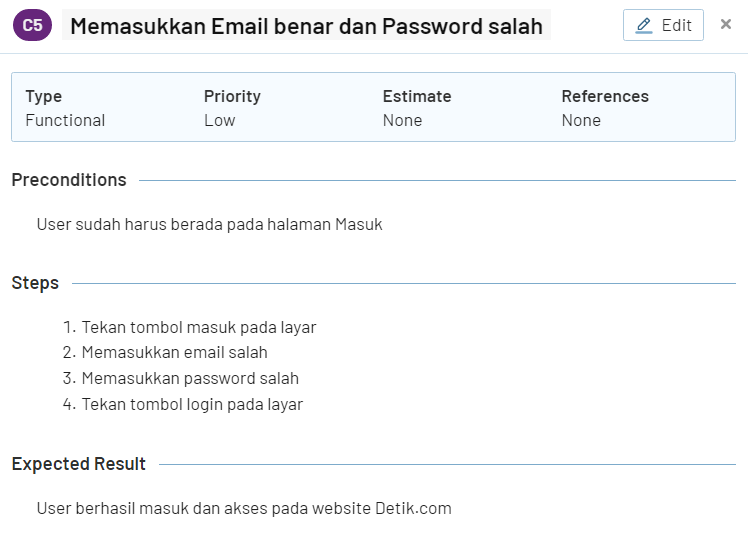 C5 Memasukkan Email benar dan Password salah Edit ×
Type Priority Estimate References
Functional Low None None
Preconditions
User sudah harus berada pada halaman Masuk
Steps
1. Tekan tombol masuk pada layar
2. Memasukkan email salah
3. Memasukkan password salah
4. Tekan tombol login pada layar
Expected Result
User berhasil masuk dan akses pada website Detik.com